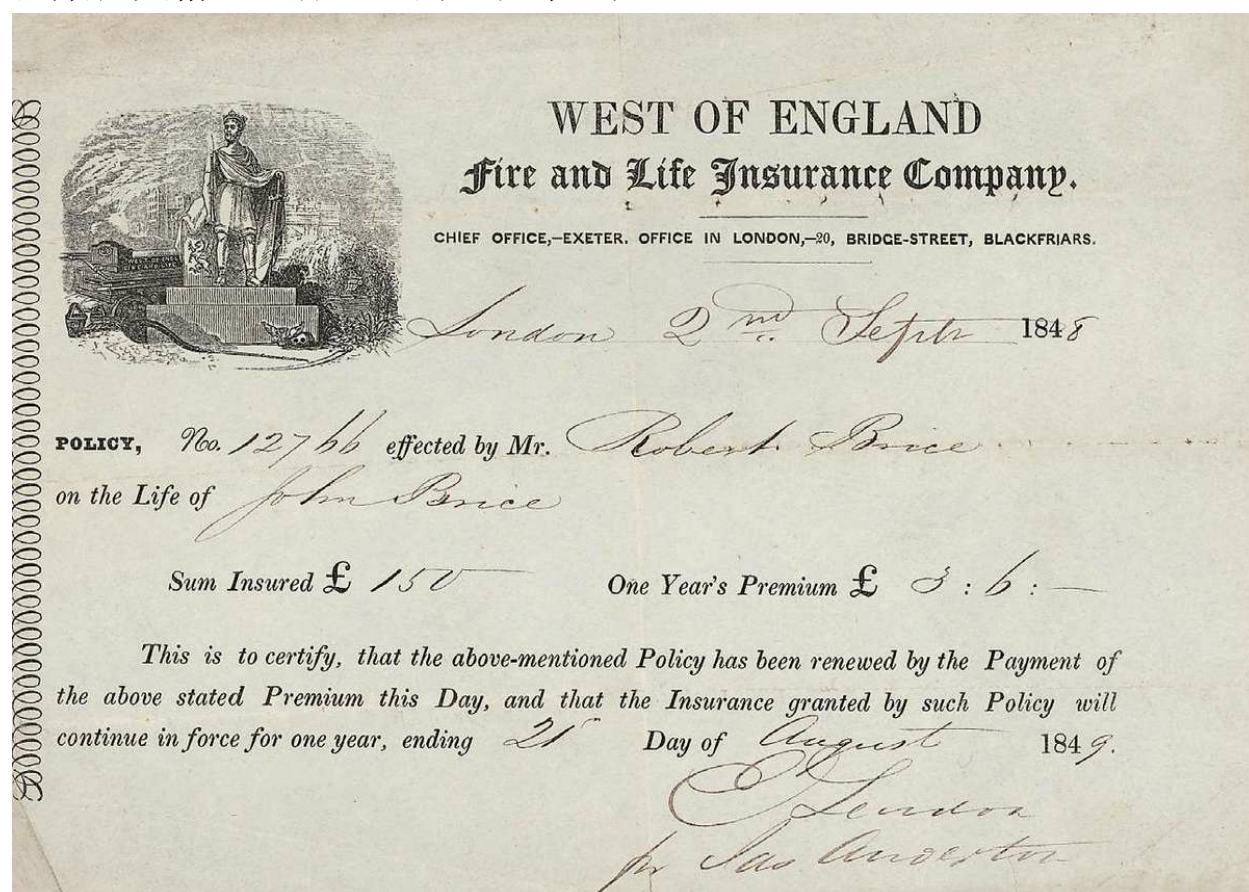 WEST OF ENGLAND
Fire and Life Insurance Company.
CHIEF OFFICE,—EXETER. OFFICE IN LONDON,—20, BRIDGE-STREET, BLACKFRIARS.
London 2nd Septr 1848
POLICY, No. 12766 effected by Mr. Robert Brice
on the Life of John Brice
Sum Insured £ 150 One Year's Premium £ 3 : 6 : —
This is to certify, that the above-mentioned Policy has been renewed by the Payment of
the above stated Premium this Day, and that the Insurance granted by such Policy will
continue in force for one year, ending Day of August 1849.
pr Jas Anderton